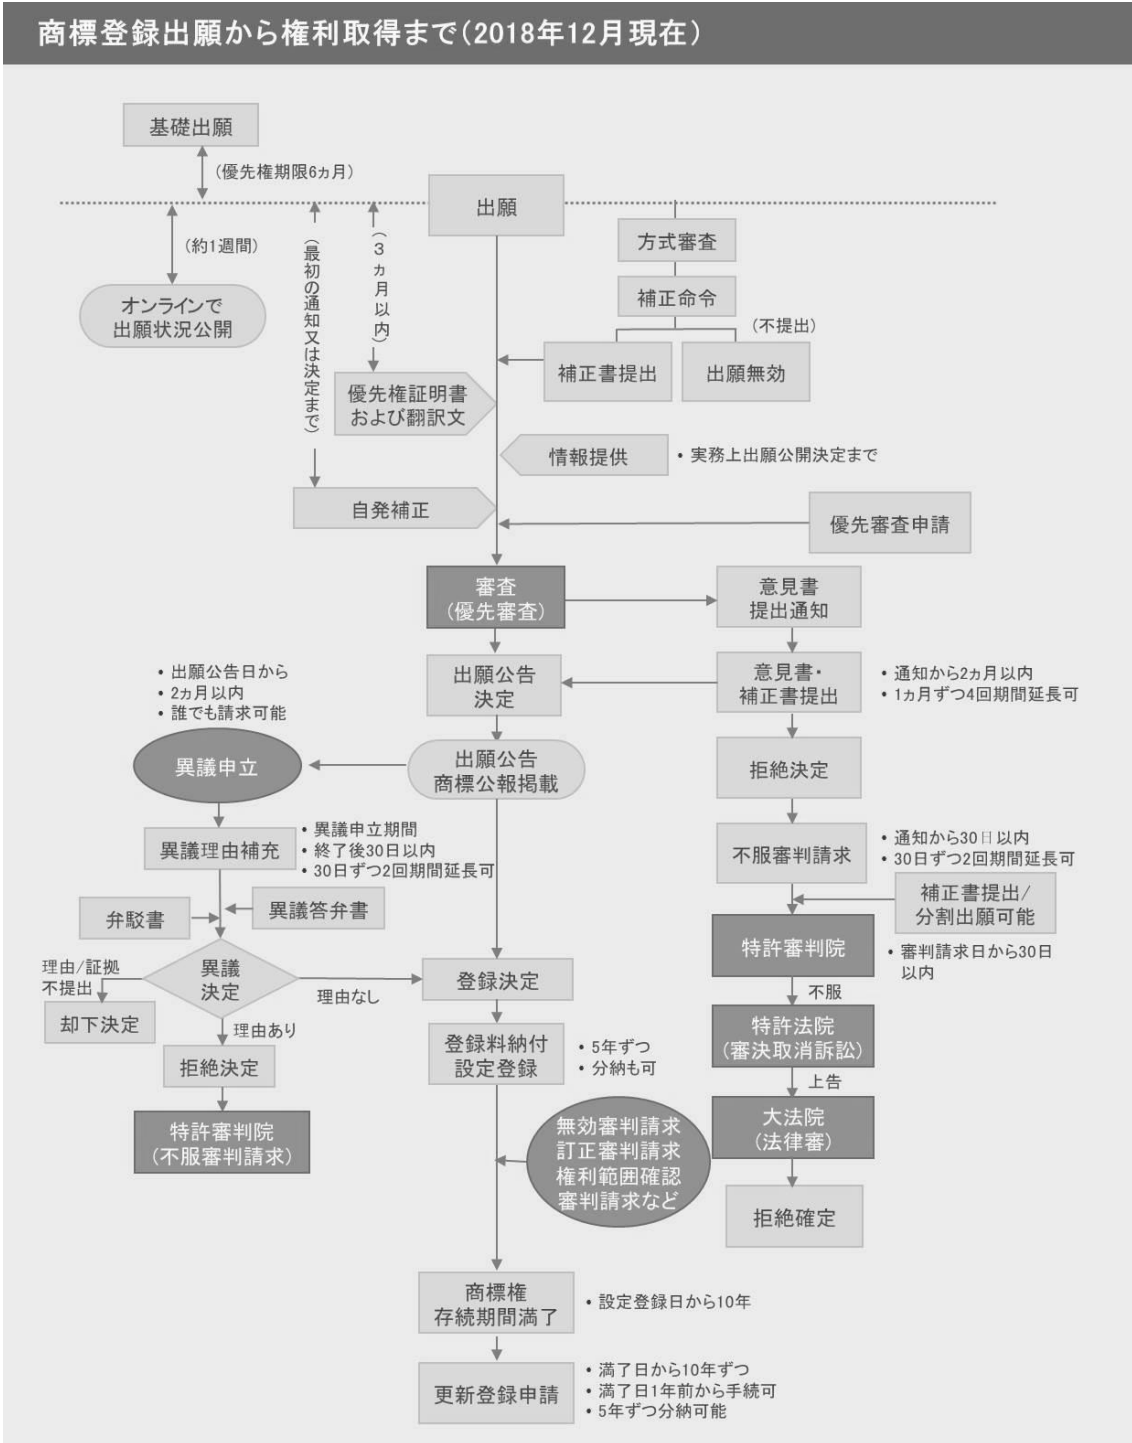 商標登録出願から権利取得まで(2018年12月現在)
基礎出願
(優先権期限6ヵ月)
出願
(約1週間)
オンラインで
出願状況公開
(最初の通知又は決定まで)
(3ヵ月以内)
方式審査
補正命令
(不提出)
補正書提出
出願無効
優先権証明書
および翻訳文
情報提供
• 実務上出願公開決定まで
自発補正
優先審査申請
審査
(優先審査)
意見書
提出通知
出願公告
決定
意見書・
補正書提出
• 通知から2ヵ月以内
• 1ヵ月ずつ4回期間延長可
• 出願公告日から
• 2ヵ月以内
• 誰でも請求可能
異議申立
出願公告
商標公報掲載
拒絶決定
異議理由補充
• 異議申立期間
• 終了後30日以内
• 30日ずつ2回期間延長可
不服審判請求
• 通知から30日以内
• 30日ずつ2回期間延長可
弁駁書
異議答弁書
補正書提出/
分割出願可能
• 審判請求日から30日
以内
特許審判院
異議
決定
理由/証拠
不提出
却下決定
理由なし
登録決定
不服
特許法院
(審決取消訴訟)
理由あり
拒絶決定
登録料納付
設定登録
• 5年ずつ
• 分納も可
上告
大法院
(法律審)
特許審判院
(不服審判請求)
無効審判請求
訂正審判請求
権利範囲確認
審判請求など
拒絶確定
商標権
存続期間満了
• 設定登録日から10年
更新登録申請
• 満了日から10年ずつ
• 満了日1年前から手続可
• 5年ずつ分納可能